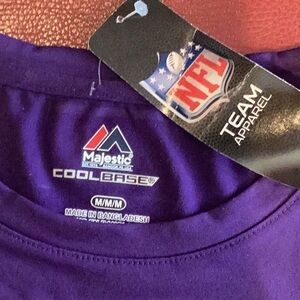 NFL
TEAM
APPAREL
Majestic
COOLBASE
M/M/M
MADE IN BANGLADESH